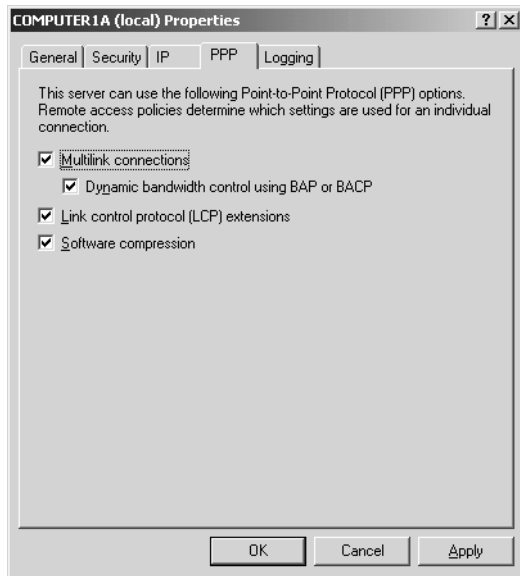 COMPUTER1A (local) Properties ? ×
General Security IP PPP Logging
This server can use the following Point-to-Point Protocol (PPP) options.
Remote access policies determine which settings are used for an individual
connection.
Multilink connections
Dynamic bandwidth control using BAP or BACP
Link control protocol (LCP) extensions
Software compression
OK Cancel Apply